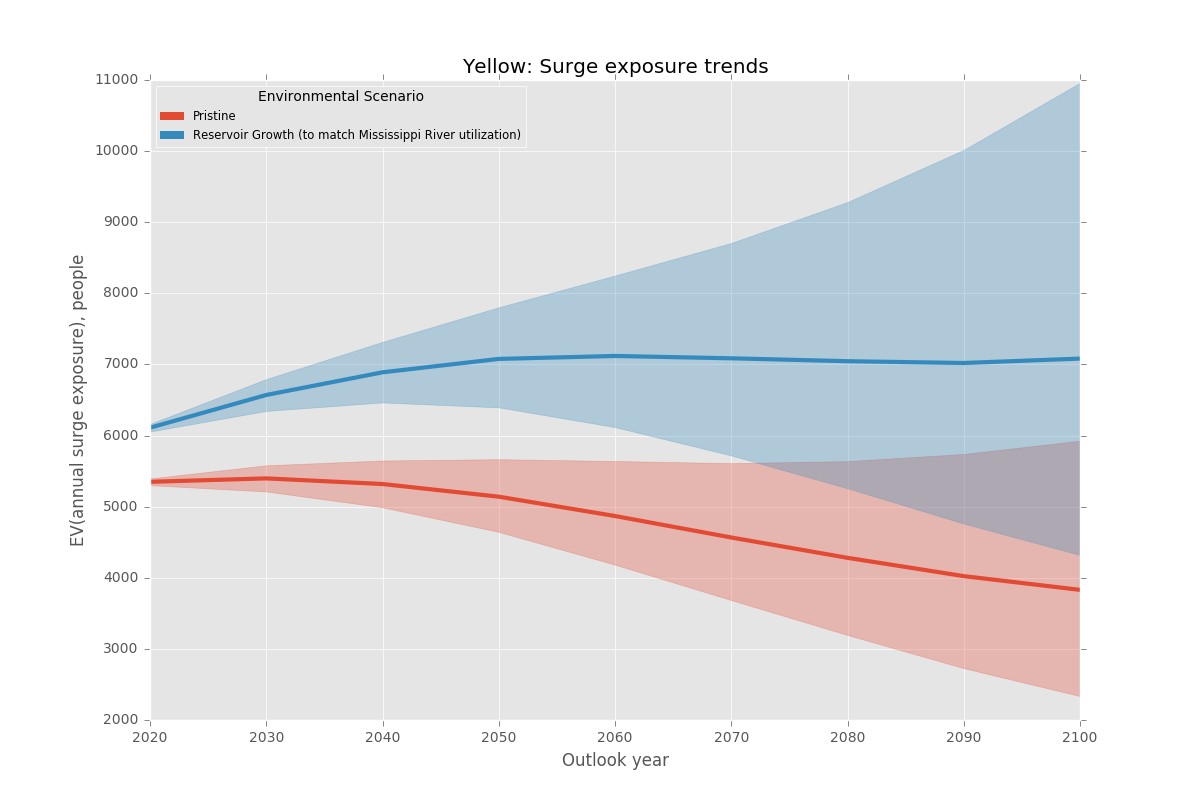 Yellow: Surge exposure trends
Environmental Scenario
Pristine
Reservoir Growth (to match Mississippi River utilization)
11000
10000
9000
8000
7000
6000
5000
4000
3000
2000
EV(annual surge exposure), people
2020 2030 2040 2050 2060 2070 2080 2090 2100
Outlook year